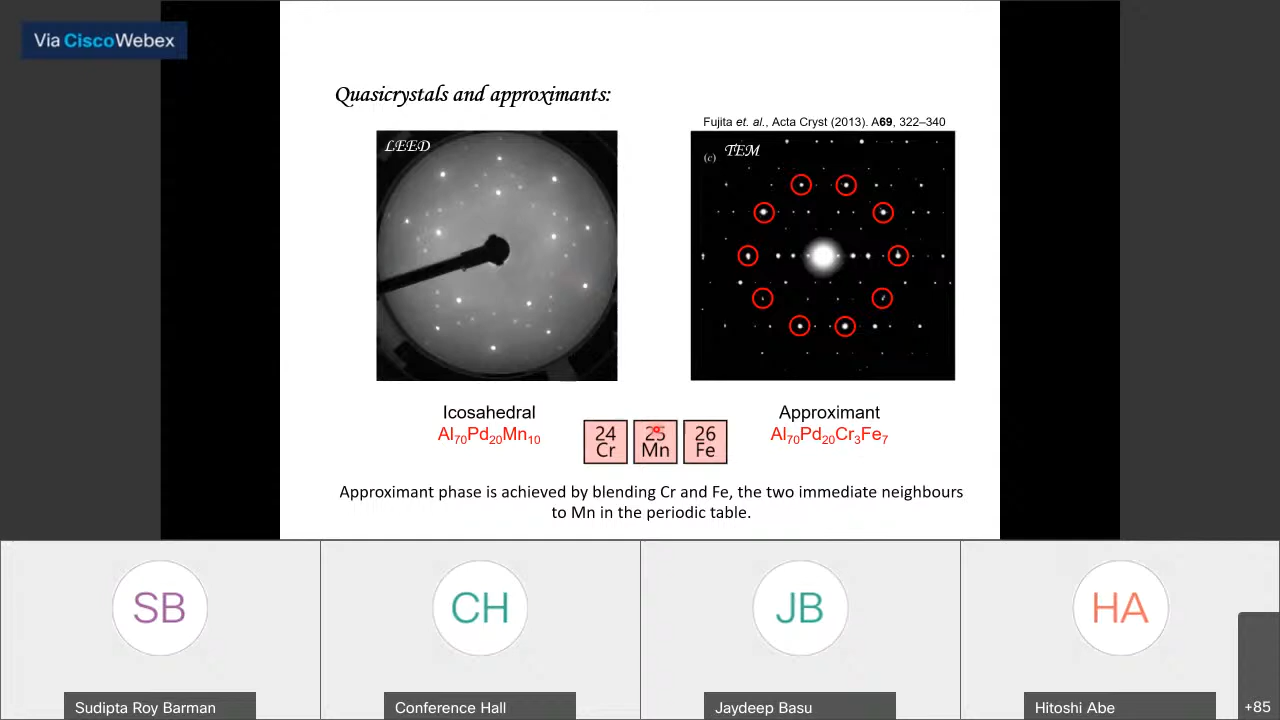 Via CiscoWebex
Quasicrystals and approximants:
Fujita et. al., Acta Cryst (2013). A69, 322–340
LEED
(c) TEM
Icosahedral
Al70Pd20Mn10
24
Cr
25
Mn
26
Fe
Approximant
Al70Pd20Cr3Fe7
Approximant phase is achieved by blending Cr and Fe, the two immediate neighbours
to Mn in the periodic table.
SB
CH
JB
HA
Sudipta Roy Barman
Conference Hall
Jaydeep Basu
Hitoshi Abe
+85